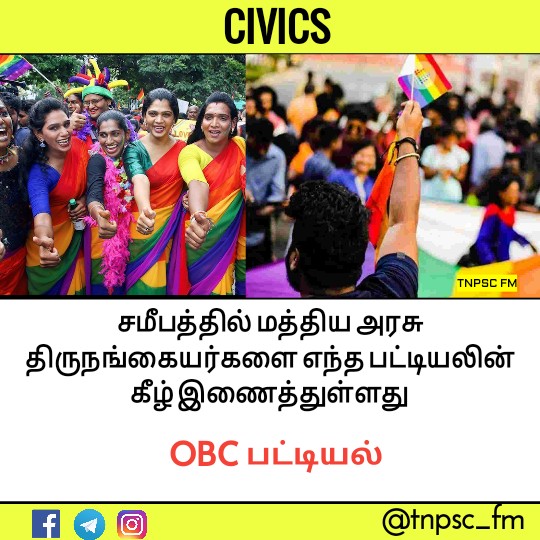 CIVICS
TNPSC FM
சமீபத்தில் மத்திய அரசு
திருநங்கையர்களை எந்த பட்டியலின்
கீழ் இணைத்துள்ளது
OBC பட்டியல்
@tnpsc_fm